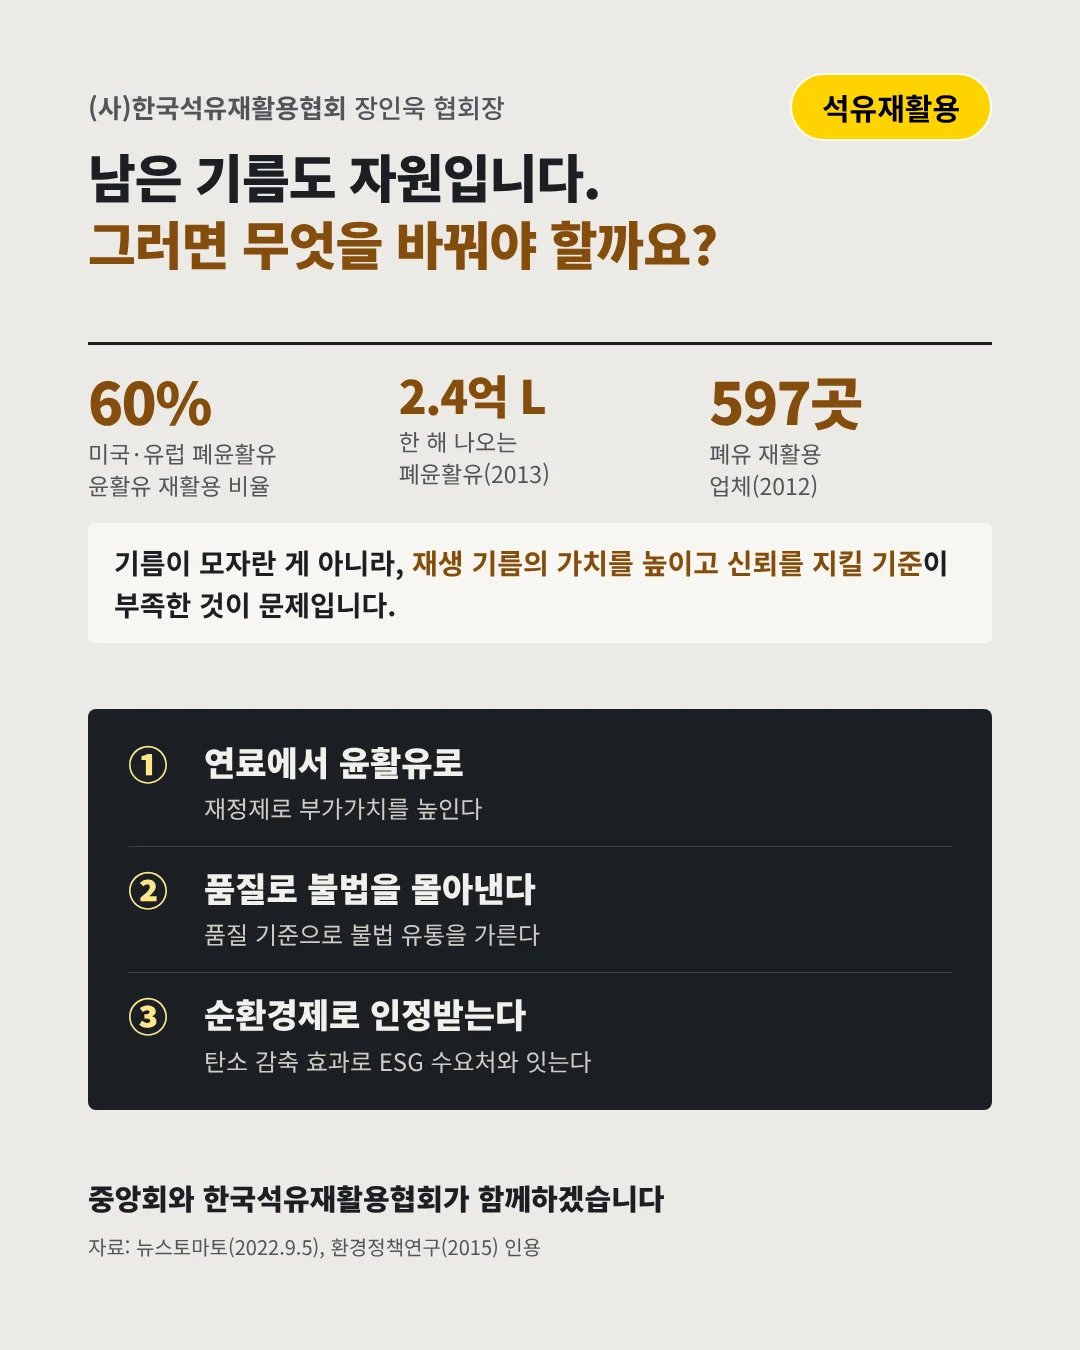 (사)한국석유재활용협회 장인욱 협회장
석유재활용
남은 기름도 자원입니다.
그러면 무엇을 바꿔야 할까요?
60%
미국·유럽 폐윤활유
윤활유 재활용 비율
2.4억 L
한 해 나오는
폐윤활유(2013)
597곳
폐유 재활용
업체(2012)
기름이 모자란 게 아니라, 재생 기름의 가치를 높이고 신뢰를 지킬 기준이
부족한 것이 문제입니다.
① 연료에서 윤활유로
재정제로 부가가치를 높인다
② 품질로 불법을 몰아낸다
품질 기준으로 불법 유통을 가른다
③ 순환경제로 인정받는다
탄소 감축 효과로 ESG 수요처와 잇는다
중앙회와 한국석유재활용협회가 함께하겠습니다
자료: 뉴스토마토(2022.9.5), 환경정책연구(2015) 인용